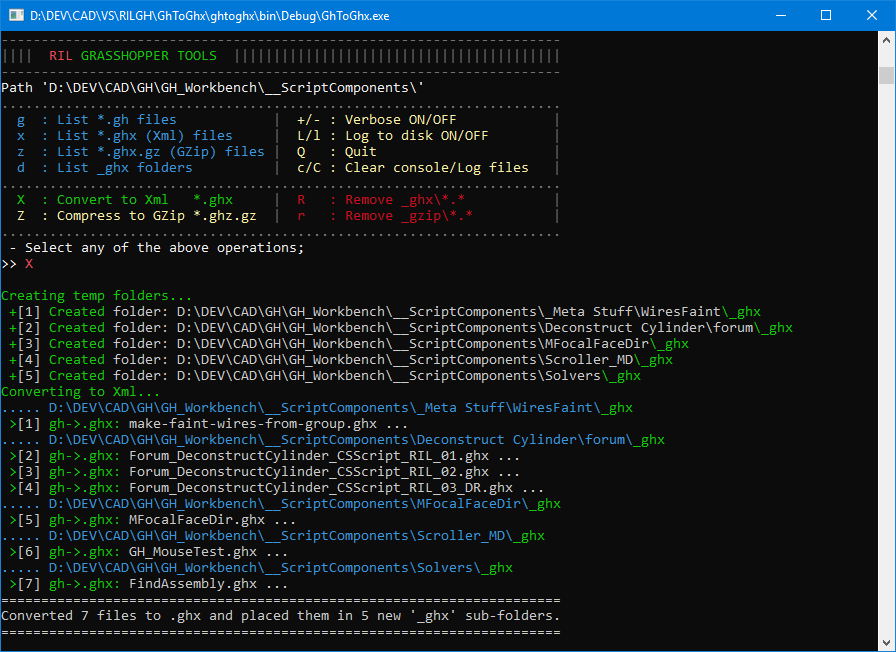 D:\DEV\CAD\VS\RILGH\GhToGhx\ghtoghx\bin\Debug\GhToGhx.exe
----------------------------------------------------------------------
|||| RIL GRASSHOPPER TOOLS |||||||||||||||||||||||||||||||||||||||||
----------------------------------------------------------------------
Path 'D:\DEV\CAD\GH\GH_Workbench\__ScriptComponents\'
......................................................................
g : List *.gh files | +/- : Verbose ON/OFF |
x : List *.ghx (Xml) files | L/l : Log to disk ON/OFF |
z : List *.ghx.gz (GZip) files | Q : Quit |
d : List _ghx folders | c/C : Clear console/Log files |
......................................................................
X : Convert to Xml *.ghx | R : Remove _ghx\*.* |
Z : Compress to GZip *.ghz.gz | r : Remove _gzip\*.* |
......................................................................
- Select any of the above operations;
>> X
Creating temp folders...
+[1] Created folder: D:\DEV\CAD\GH\GH_Workbench\__ScriptComponents\_Meta Stuff\WiresFaint\_ghx
+[2] Created folder: D:\DEV\CAD\GH\GH_Workbench\__ScriptComponents\Deconstruct Cylinder\forum\_ghx
+[3] Created folder: D:\DEV\CAD\GH\GH_Workbench\__ScriptComponents\MFocalFaceDir\_ghx
+[4] Created folder: D:\DEV\CAD\GH\GH_Workbench\__ScriptComponents\Scroller_MD\_ghx
+[5] Created folder: D:\DEV\CAD\GH\GH_Workbench\__ScriptComponents\Solvers\_ghx
Converting to Xml...
..... D:\DEV\CAD\GH\GH_Workbench\__ScriptComponents\_Meta Stuff\WiresFaint\_ghx
>[1] gh->.ghx: make-faint-wires-from-group.ghx ...
..... D:\DEV\CAD\GH\GH_Workbench\__ScriptComponents\Deconstruct Cylinder\forum\_ghx
>[2] gh->.ghx: Forum_DeconstructCylinder_CSScript_RIL_01.ghx ...
>[3] gh->.ghx: Forum_DeconstructCylinder_CSScript_RIL_02.ghx ...
>[4] gh->.ghx: Forum_DeconstructCylinder_CSScript_RIL_03_DR.ghx ...
..... D:\DEV\CAD\GH\GH_Workbench\__ScriptComponents\MFocalFaceDir\_ghx
>[5] gh->.ghx: MFocalFaceDir.ghx ...
..... D:\DEV\CAD\GH\GH_Workbench\__ScriptComponents\Scroller_MD\_ghx
>[6] gh->.ghx: GH_MouseTest.ghx ...
..... D:\DEV\CAD\GH\GH_Workbench\__ScriptComponents\Solvers\_ghx
>[7] gh->.ghx: FindAssembly.ghx ...
======================================================================
Converted 7 files to .ghx and placed them in 5 new '_ghx' sub-folders.
======================================================================